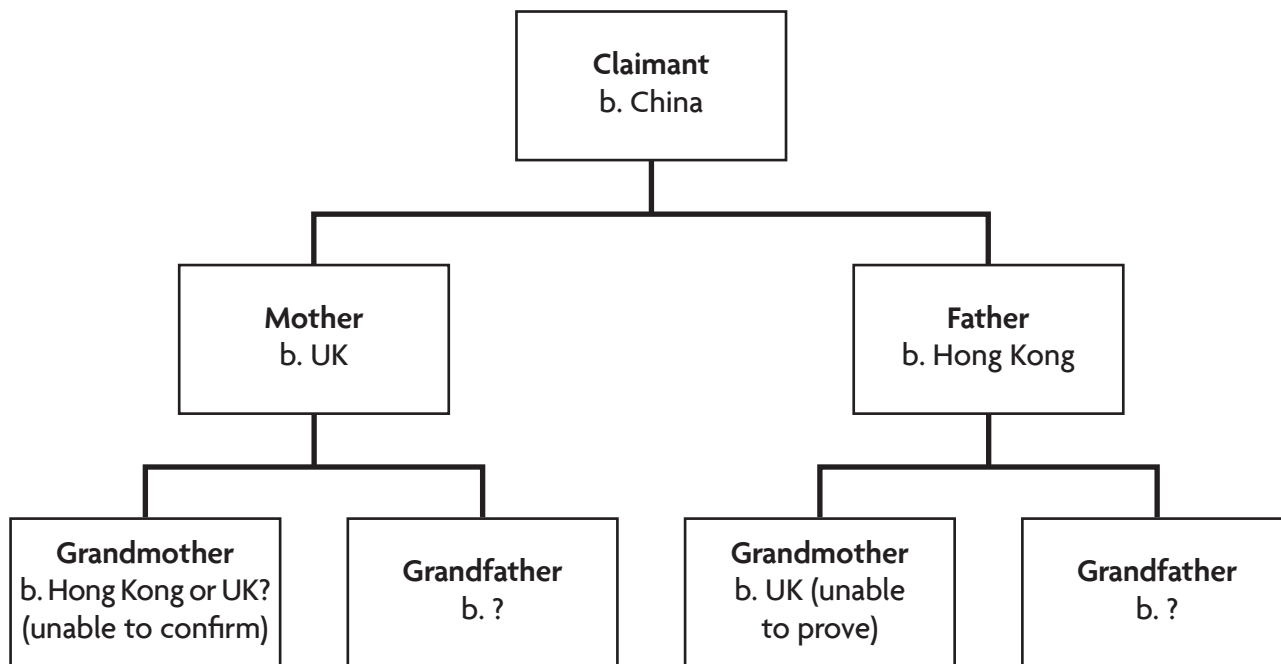 Claimant
b. China
Mother
b. UK
Father
b. Hong Kong
Grandmother
b. Hong Kong or UK?
(unable to confirm)
Grandfather
b. ?
Grandmother
b. UK (unable
to prove)
Grandfather
b. ?